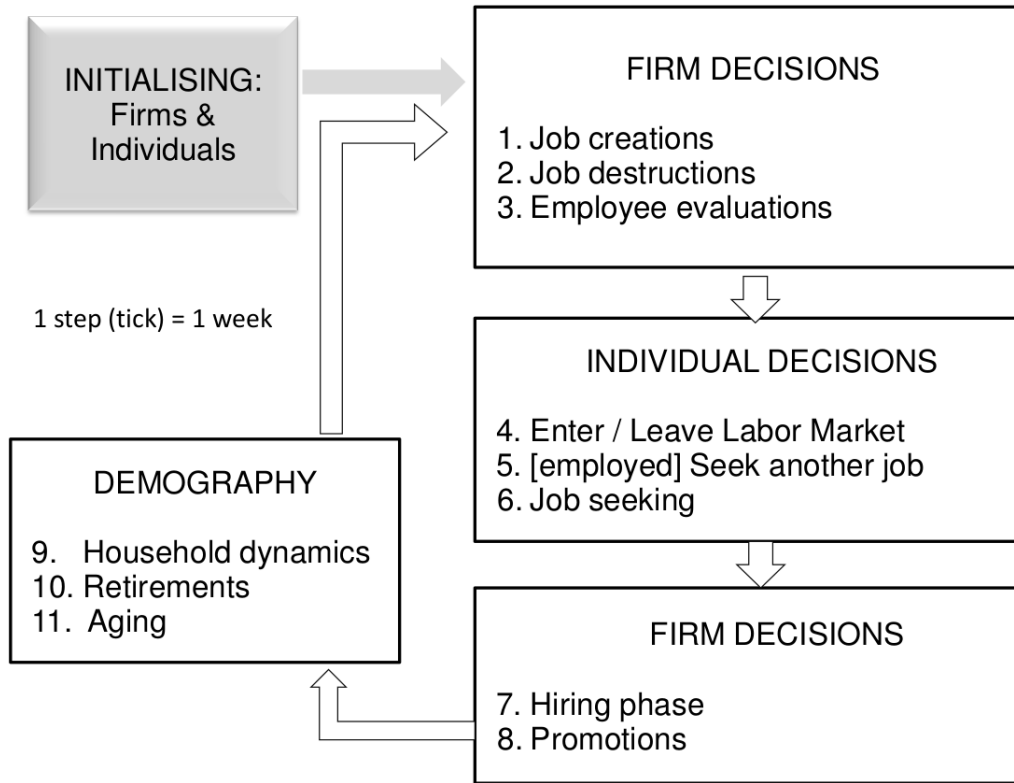 INITIALISING:
Firms &
Individuals
FIRM DECISIONS
1. Job creations
2. Job destructions
3. Employee evaluations
1 step (tick) = 1 week
INDIVIDUAL DECISIONS
4. Enter / Leave Labor Market
5. [employed] Seek another job
6. Job seeking
FIRM DECISIONS
7. Hiring phase
8. Promotions
DEMOGRAPHY
9. Household dynamics
10. Retirements
11. Aging